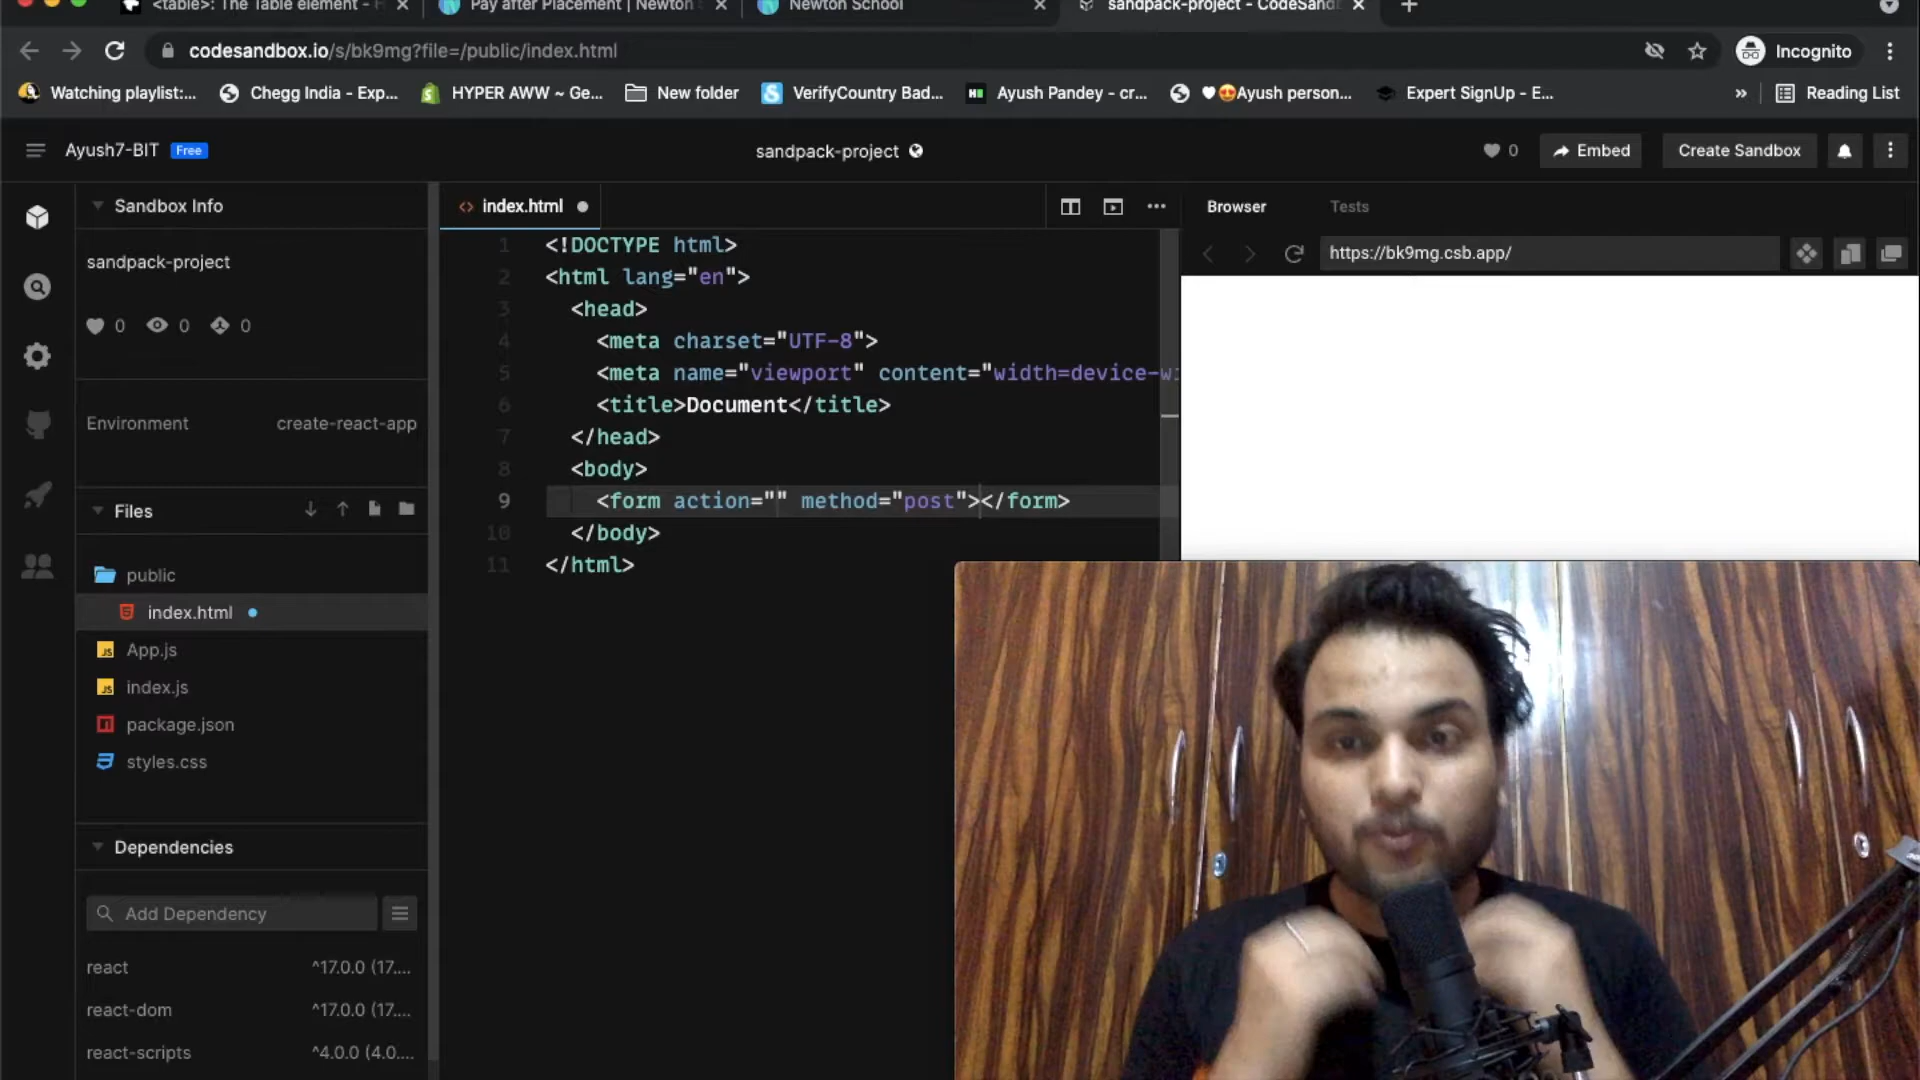 <table>: The Table element - H
Pay after Placement | Newton S
Newton School
sandpack-project - CodeSandb
codesandbox.io/s/bk9mg?file=/public/index.html
Incognito
Watching playlist:...
Chegg India - Exp...
HYPER AWW ~ Ge...
New folder
VerifyCountry Bad...
Ayush Pandey - cr...
♥😍Ayush person...
Expert SignUp - E...
»
Reading List
Ayush7-BIT
Free
sandpack-project
0
Embed
Create Sandbox
Sandbox Info
<> index.html
Browser
Tests
sandpack-project
https://bk9mg.csb.app/
0 0 0
Environment
create-react-app
Files
public
index.html
App.js
index.js
package.json
styles.css
Dependencies
Add Dependency
react ^17.0.0 (17....
react-dom ^17.0.0 (17....
react-scripts ^4.0.0 (4.0....
1 <!DOCTYPE html>
2 <html lang="en">
3 <head>
4 <meta charset="UTF-8">
5 <meta name="viewport" content="width=device-wi
6 <title>Document</title>
7 </head>
8 <body>
9 <form action="" method="post"></form>
10 </body>
11 </html>